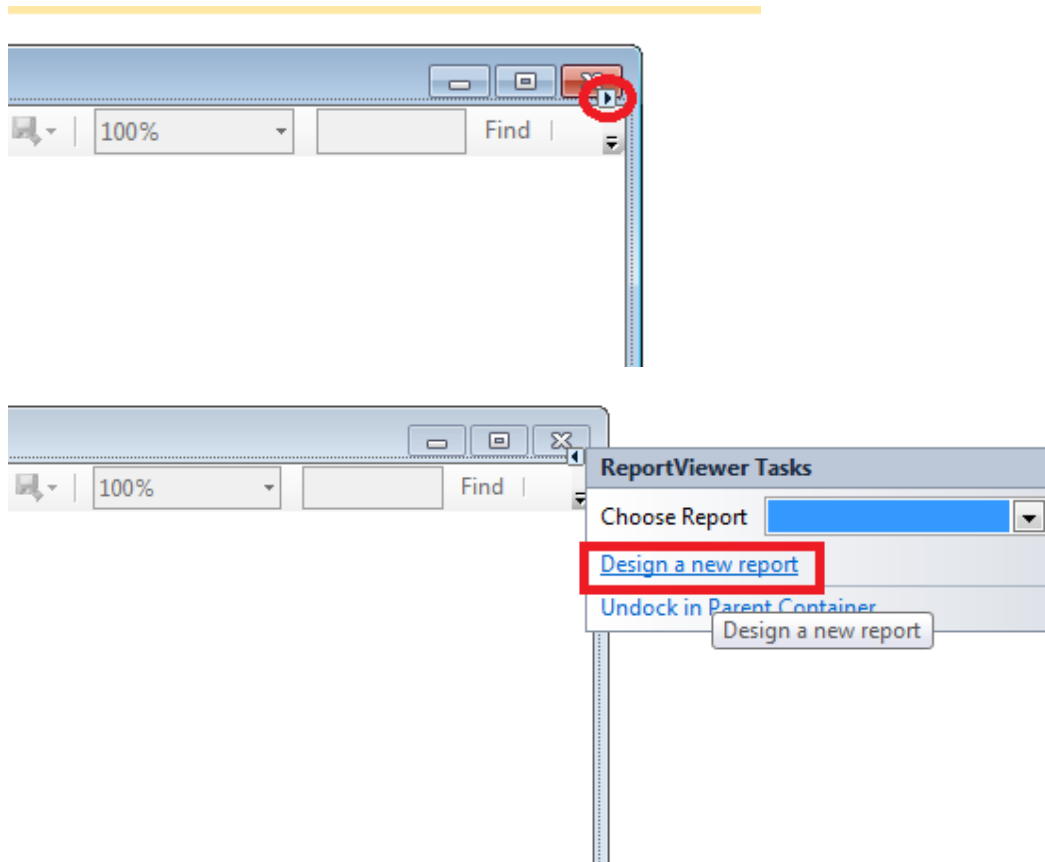 100% Find
ReportViewer Tasks
100% Find
Choose Report
Design a new report
Undock in Parent Container
Design a new report